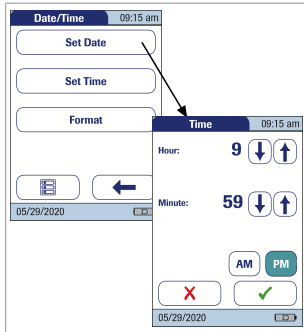 Date/Time 09:15 am
Set Date
Set Time
Format
05/29/2020
Time 09:15 am
Hour: 9
Minute: 59
AM PM
05/29/2020